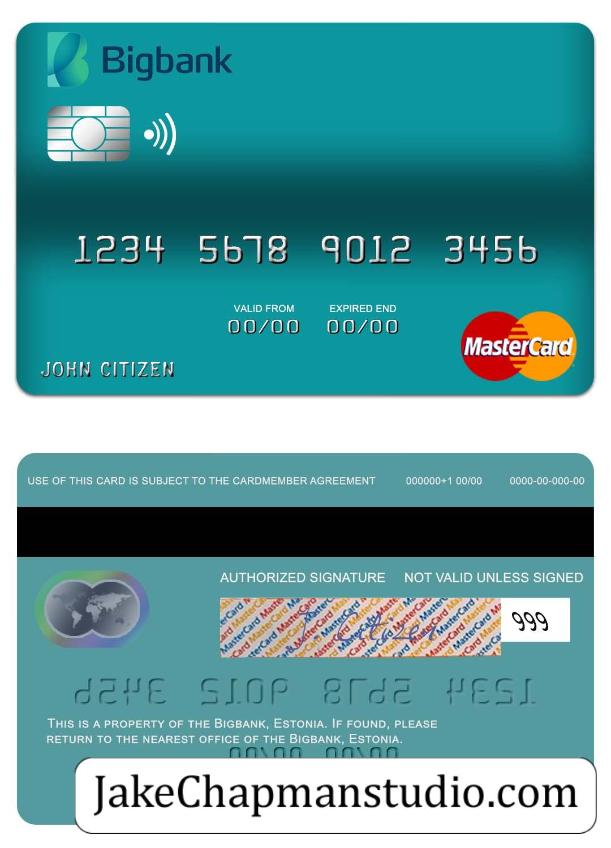 Bigbank
1234 5678 9012 3456
VALID FROM EXPIRED END
00/00 00/00
JOHN CITIZEN
MasterCard
USE OF THIS CARD IS SUBJECT TO THE CARDMEMBER AGREEMENT 000000+1 00/00 0000-00-000-00
AUTHORIZED SIGNATURE NOT VALID UNLESS SIGNED
J Citizen 999
THIS IS A PROPERTY OF THE BIGBANK, ESTONIA. IF FOUND, PLEASE
RETURN TO THE NEAREST OFFICE OF THE BIGBANK, ESTONIA.
JakeChapmanstudio.com